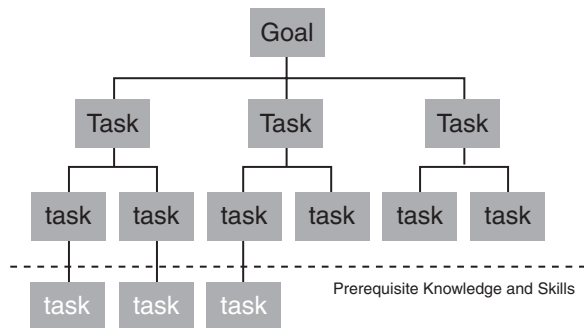 Goal
Task Task Task
task task task task task task
Prerequisite Knowledge and Skills
task task task